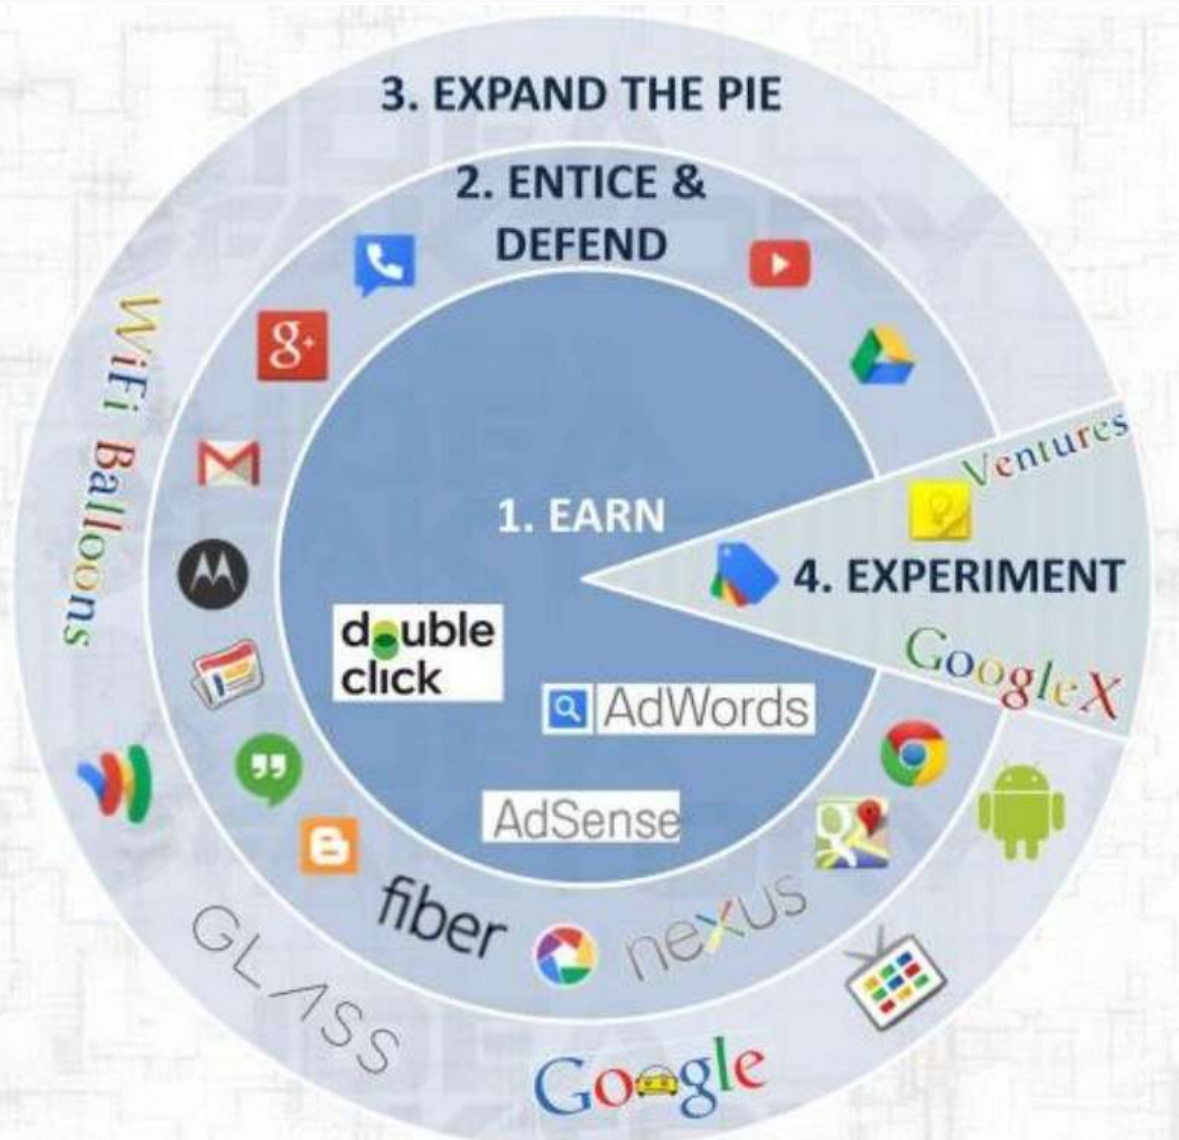 3. EXPAND THE PIE
2. ENTICE &
DEFEND
g+
WiFi Balloons
Ventures
1. EARN
4. EXPERIMENT
GoogleX
double
click
AdWords
AdSense
fiber
nexus
GLASS
Google